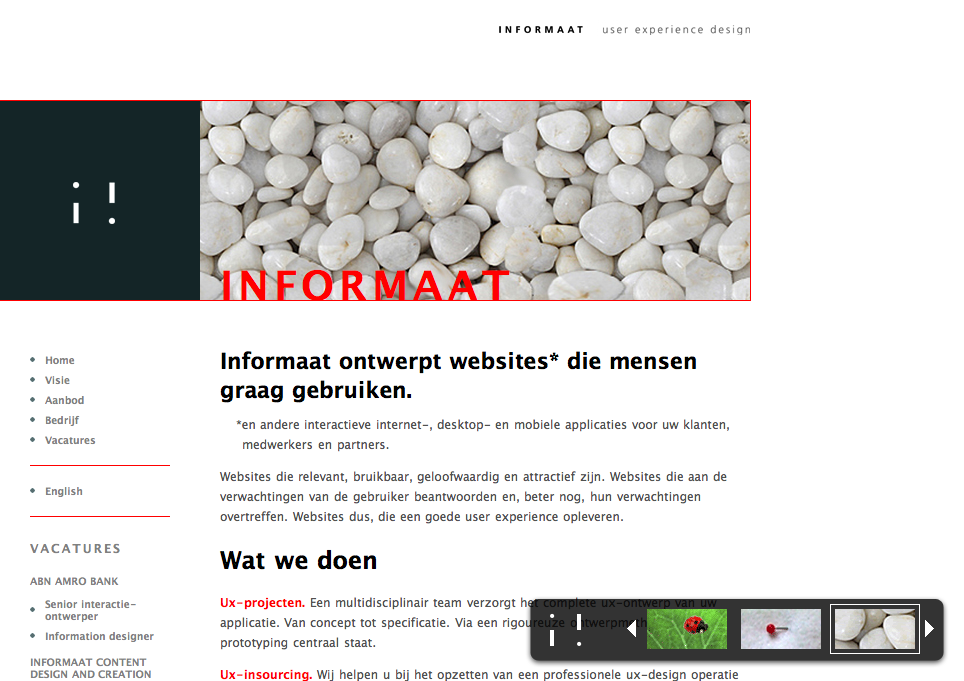 INFORMAAT user experience design
i !
INFORMAAT
Home
Visie
Aanbod
Bedrijf
Vacatures
English
VACATURES
ABN AMRO BANK
Senior interactie-
ontwerper
Information designer
INFORMAAT CONTENT
DESIGN AND CREATION
Informaat ontwerpt websites* die mensen
graag gebruiken.
*en andere interactieve internet-, desktop- en mobiele applicaties voor uw klanten,
medwerkers en partners.
Websites die relevant, bruikbaar, geloofwaardig en attractief zijn. Websites die aan de
verwachtingen van de gebruiker beantwoorden en, beter nog, hun verwachtingen
overtreffen. Websites dus, die een goede user experience opleveren.
Wat we doen
Ux-projecten. Een multidisciplinair team verzorgt het complete ux-ontwerp van uw
applicatie. Van concept tot specificatie. Via een rigoureuze
prototyping centraal staat.
Ux-insourcing. Wij helpen u bij het opzetten van een professionele ux-design operatie
i !